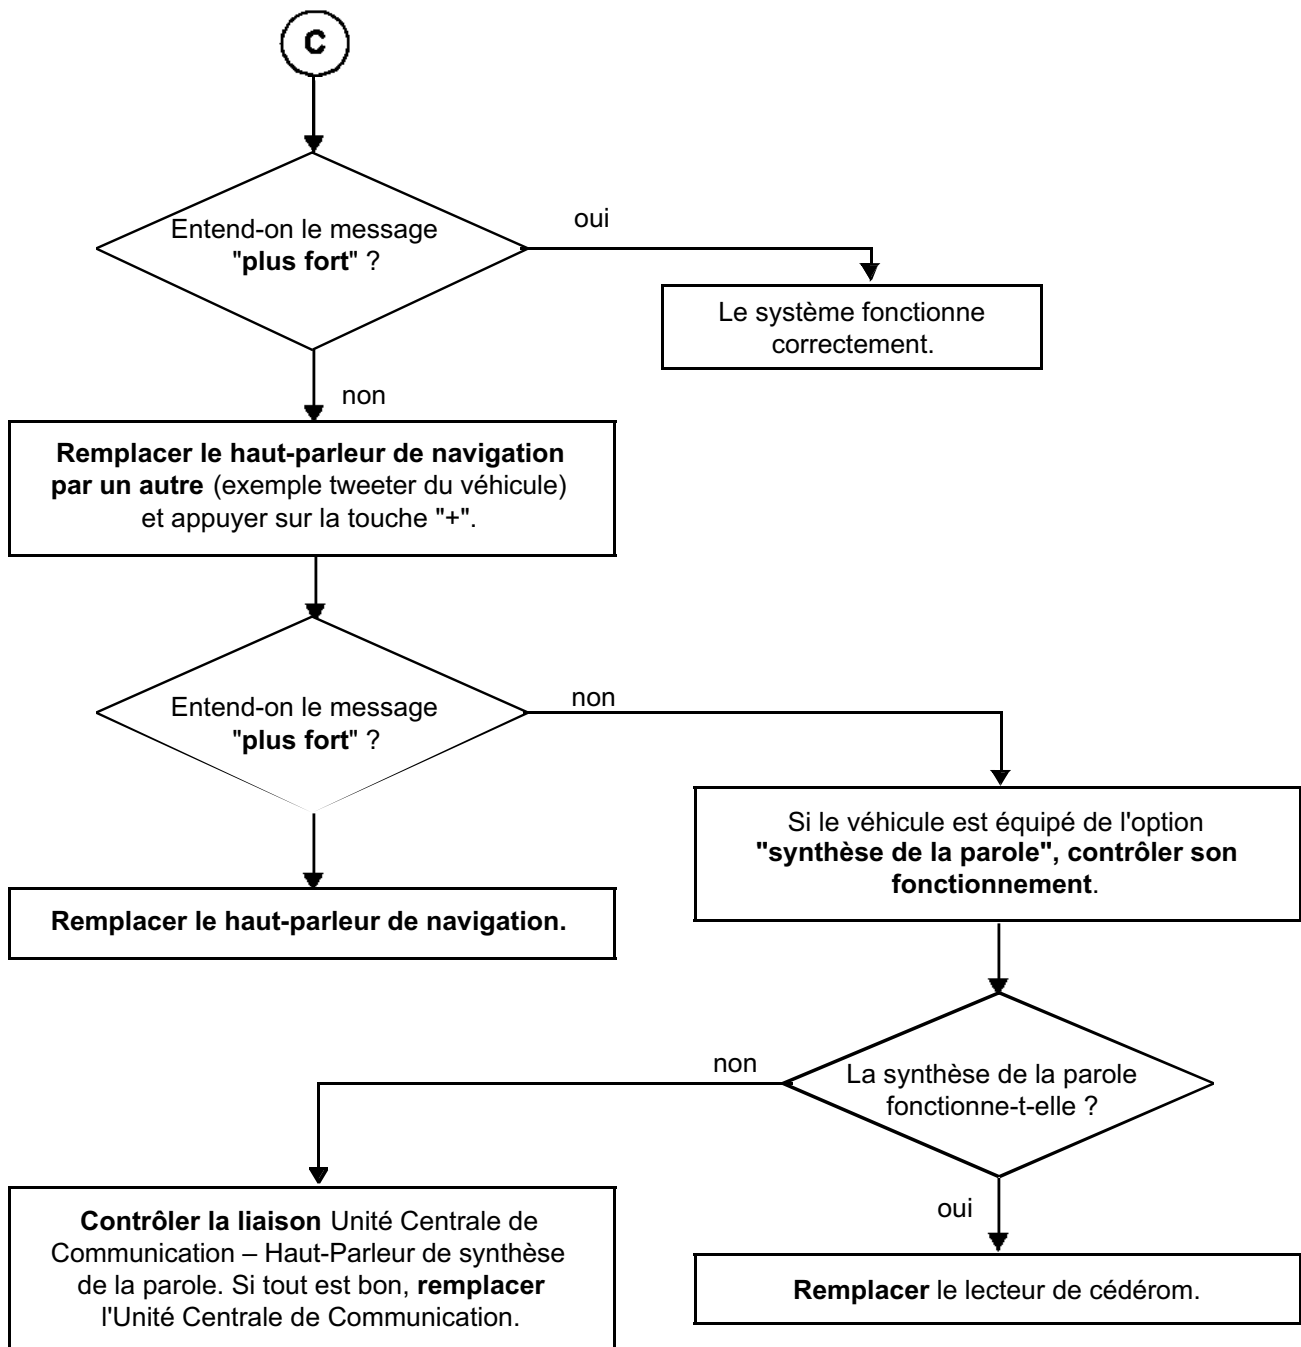 C
Entend-on le message
"plus fort" ?
oui
Le système fonctionne
correctement.
non
Remplacer le haut-parleur de navigation
par un autre (exemple tweeter du véhicule)
et appuyer sur la touche "+".
Entend-on le message
"plus fort" ?
non
Si le véhicule est équipé de l'option
"synthèse de la parole", contrôler son
fonctionnement.
Remplacer le haut-parleur de navigation.
La synthèse de la parole
fonctionne-t-elle ?
non
oui
Contrôler la liaison Unité Centrale de
Communication – Haut-Parleur de synthèse
de la parole. Si tout est bon, remplacer
l'Unité Centrale de Communication.
Remplacer le lecteur de cédérom.